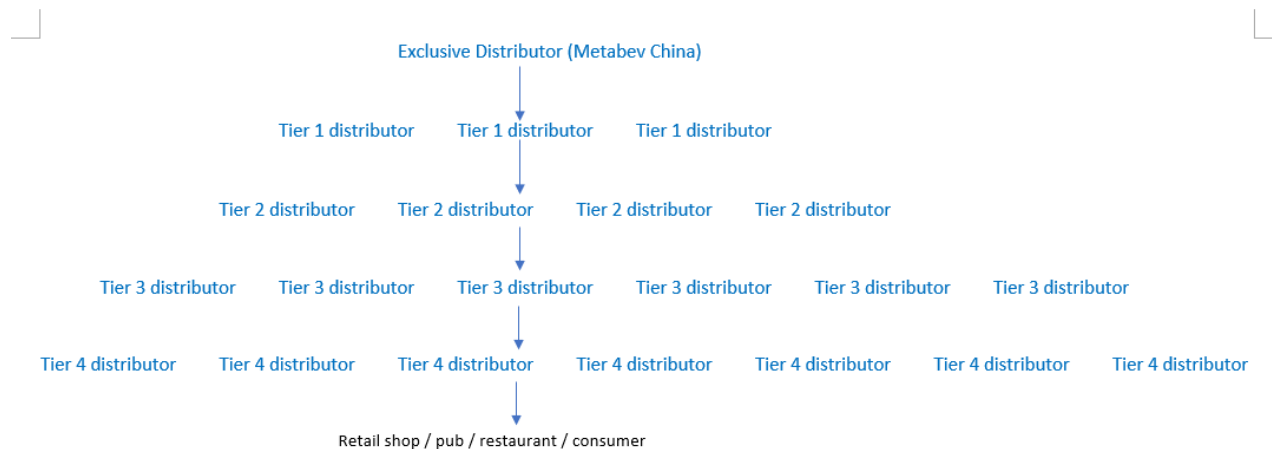 Exclusive Distributor (Metabev China)
Tier 1 distributor Tier 1 distributor Tier 1 distributor
Tier 2 distributor Tier 2 distributor Tier 2 distributor Tier 2 distributor
Tier 3 distributor Tier 3 distributor Tier 3 distributor Tier 3 distributor Tier 3 distributor Tier 3 distributor
Tier 4 distributor Tier 4 distributor Tier 4 distributor Tier 4 distributor Tier 4 distributor Tier 4 distributor Tier 4 distributor
Retail shop / pub / restaurant / consumer